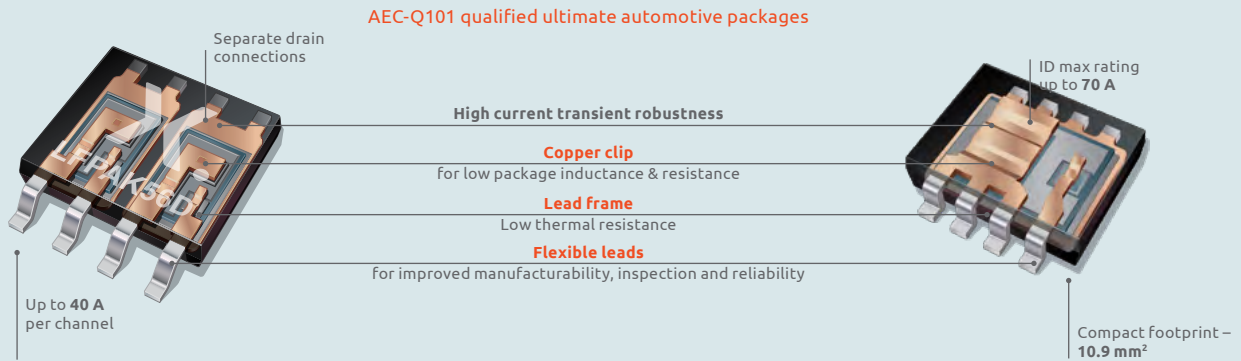 AEC-Q101 qualified ultimate automotive packages
Separate drain
connections
ID max rating
up to 70 A
High current transient robustness
Copper clip
for low package inductance & resistance
LFPAK56D
Lead frame
Low thermal resistance
Flexible leads
for improved manufacturability, inspection and reliability
Up to 40 A
per channel
Compact footprint –
10.9 mm²